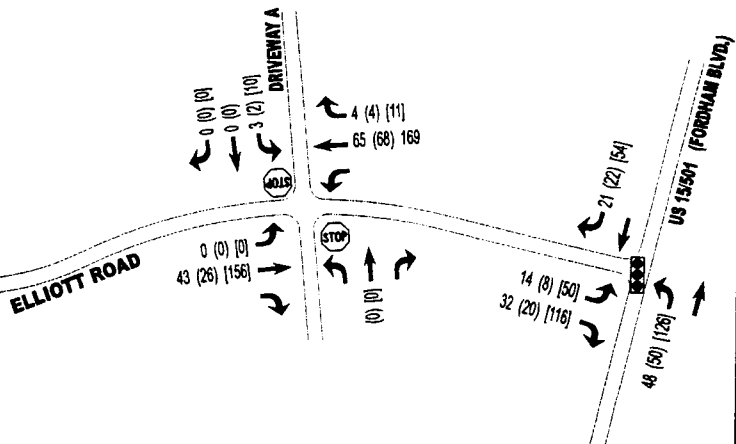 DRIVEWAY A
US 15/501 (FORDHAM BLVD.)
0 (0) [0]
0 (0)
3 (2) [10]
4 (4) [11]
65 (68) 169
STOP
STOP
21 (22) [54]
0 (0) [0]
43 (26) [156]
ELLIOTT ROAD
(0) [0]
14 (8) [50]
32 (20) [116]
48 (50) [126]